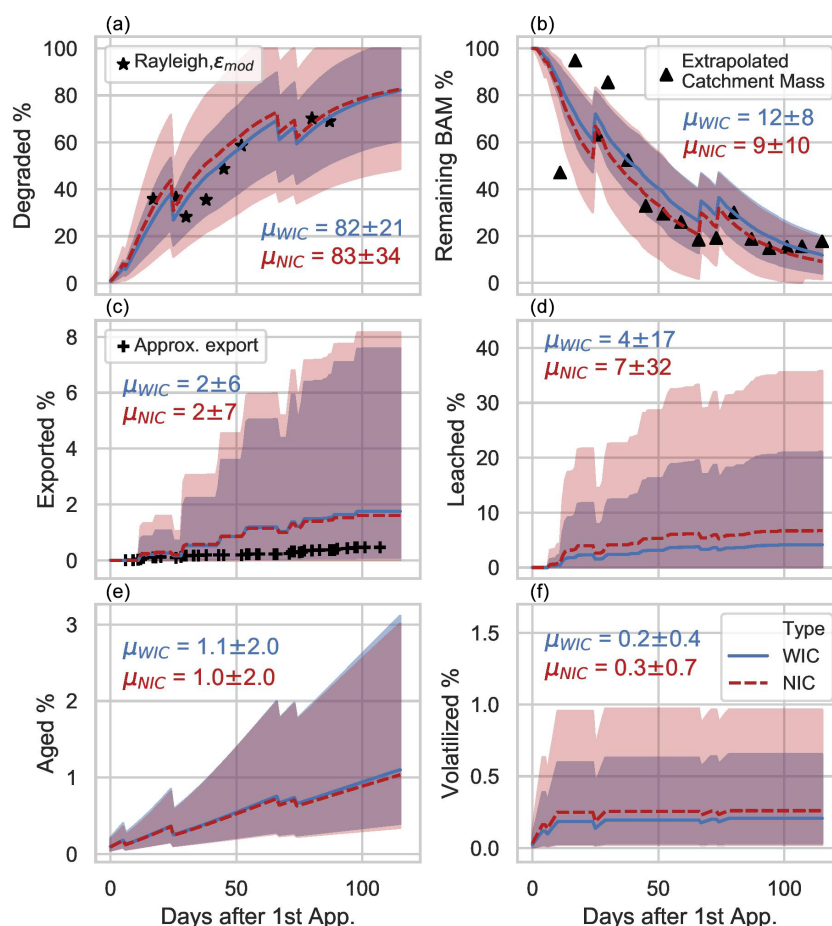 (a)
Degraded %
100
80
60
40
20
0
★ Rayleigh,εmod
μWIC = 82±21
μNIC = 83±34
(b)
Remaining BAM %
100
80
60
40
20
0
▲ Extrapolated
Catchment Mass
μWIC = 12±8
μNIC = 9±10
(c)
Exported %
8
6
4
2
0
+ Approx. export
μWIC = 2±6
μNIC = 2±7
(d)
Leached %
40
30
20
10
0
μWIC = 4±17
μNIC = 7±32
(e)
Aged %
3
2
1
0
μWIC = 1.1±2.0
μNIC = 1.0±2.0
0 50 100
Days after 1st App.
(f)
Volatilized %
1.5
1.0
0.5
0.0
μWIC = 0.2±0.4
μNIC = 0.3±0.7
Type
WIC
NIC
0 50 100
Days after 1st App.